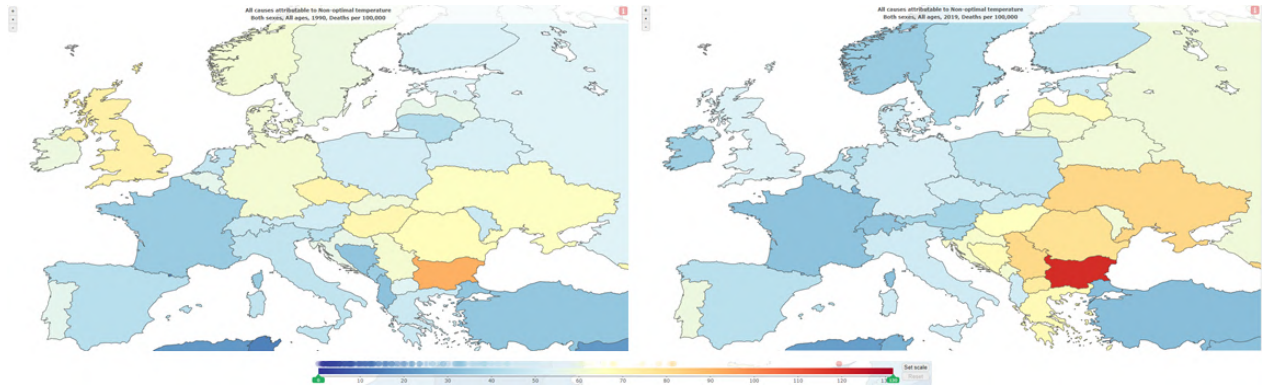 All causes attributable to Non-optimal temperature
Both sexes, All ages, 1990, Deaths per 100,000
All causes attributable to Non-optimal temperature
Both sexes, All ages, 2019, Deaths per 100,000
0 10 20 30 40 50 60 70 80 90 100 110 120
Set scale
Reset